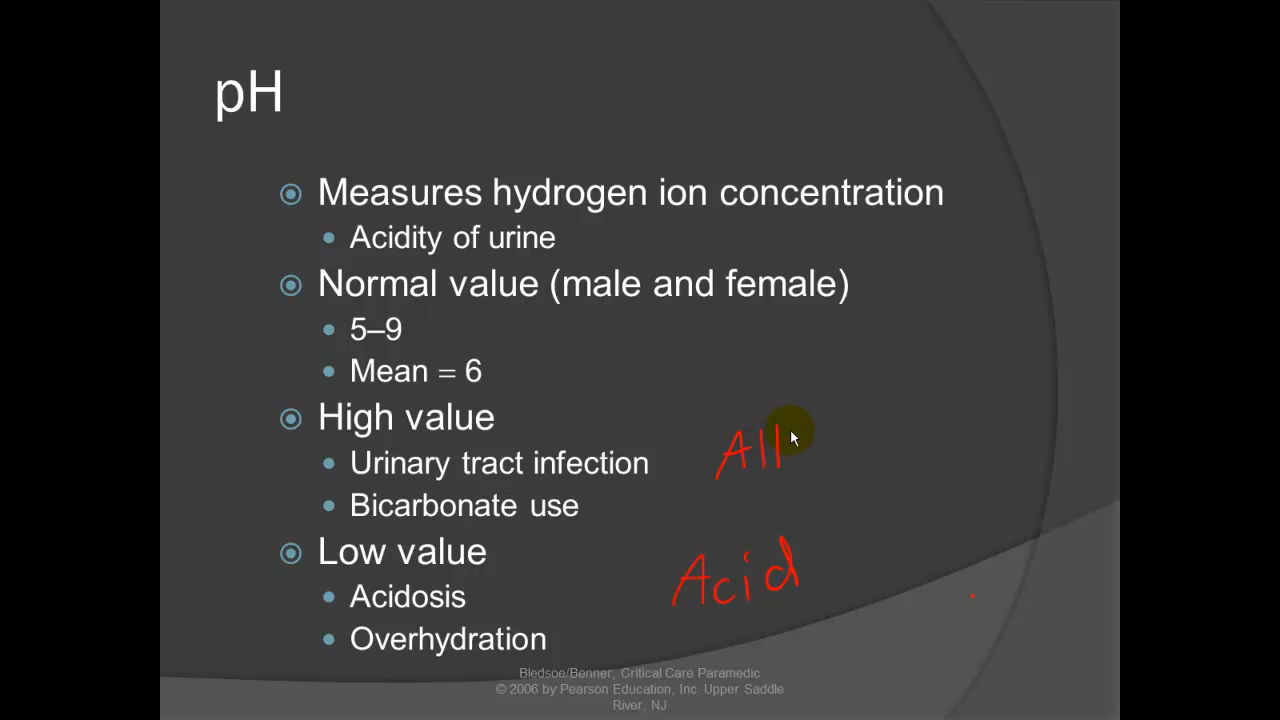 pH
Measures hydrogen ion concentration
Acidity of urine
Normal value (male and female)
5–9
Mean = 6
High value
Urinary tract infection
All
Bicarbonate use
Low value
Acid
Acidosis
Overhydration
Bledsoe/Benner, Critical Care Paramedic
© 2006 by Pearson Education, Inc. Upper Saddle
River, NJ